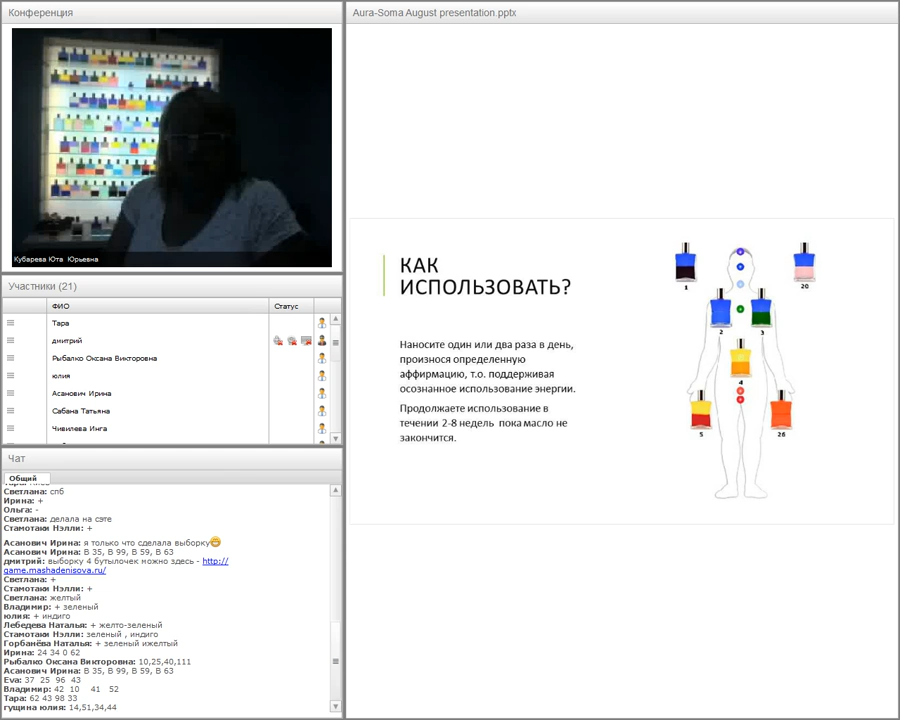 Конференция
Кубарева Юта Юрьевна
Участники (21)
ФИО
Статус
Тара
дмитрий
Рыбалко Оксана Викторовна
юлия
Асанович Ирина
Сабана Татьяна
Чивилева Инга
Чат
Общий
Светлана: спб
Ирина: +
Ольга: -
Светлана: делала на сэте
Стамотаки Нэлли: +
Асанович Ирина: я только что сделала выборку
Асанович Ирина: В 35, В 99, В 59, В 63
дмитрий: выборку 4 бутылочек можно здесь - http://
game.mashadenisova.ru/
Светлана: +
Стамотаки Нэлли: +
Светлана: желтый
Владимир: + зеленый
юлия: + индиго
Лебедева Наталья: + желто-зеленый
Стамотаки Нэлли: зеленый , индиго
Горбанёва Наталья: + зеленый ижелтый
Ирина: 24 34 0 62
Рыбалко Оксана Викторовна: 10,25,40,111
Асанович Ирина: В 35, В 99, В 59, В 63
Eva: 37 25 96 43
Владимир: 42 10 41 52
Тара: 62 43 98 33
гущина юлия: 14,51,34,44
Aura-Soma August presentation.pptx
КАК
ИСПОЛЬЗОВАТЬ?
Наносите один или два раза в день,
произнося определенную
аффирмацию, т.о. поддерживая
осознанное использование энергии.
Продолжаете использование в
течении 2-8 недель пока масло не
закончится.
1
20
2
3
4
5
26